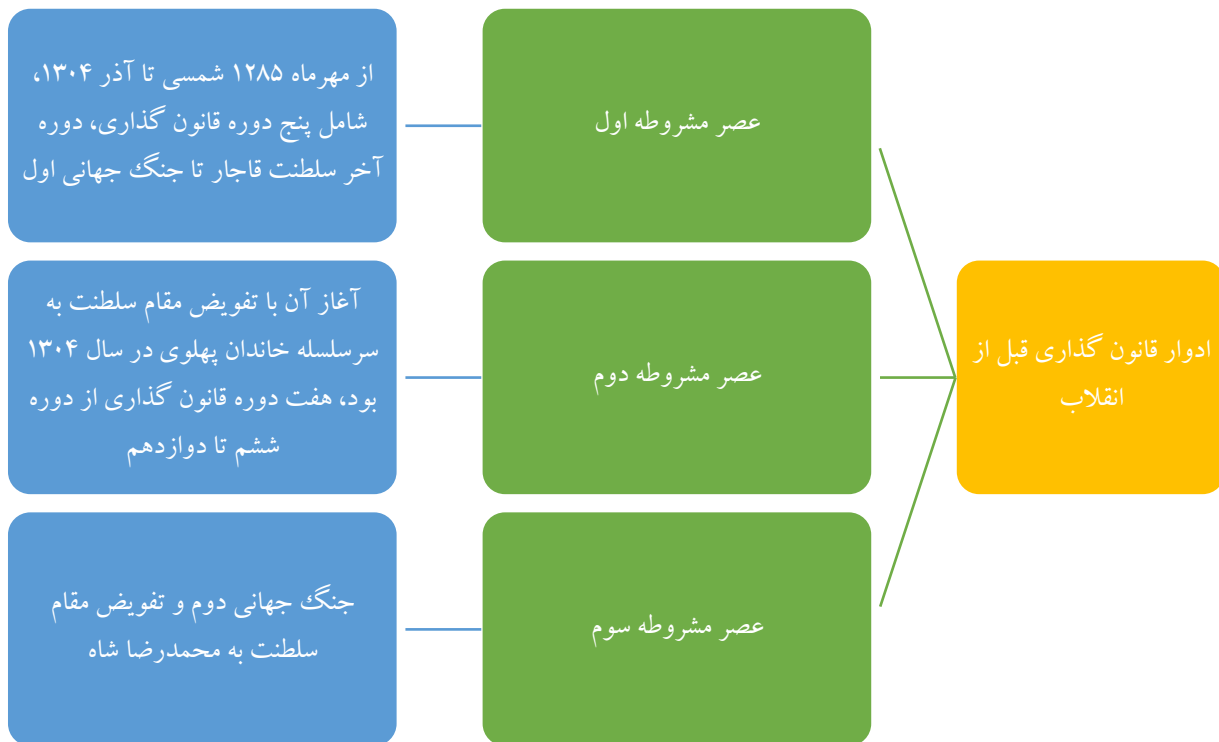 ادوار قانون گذاری قبل از
انقلاب
عصر مشروطه اول
از مهرماه ۱۲۸۵ شمسی تا آذر ۱۳۰۴،
شامل پنج دوره قانون گذاری، دوره
آخر سلطنت قاجار تا جنگ جهانی اول
عصر مشروطه دوم
آغاز آن با تفویض مقام سلطنت به
سرسلسله خاندان پهلوی در سال ۱۳۰۴
بود، هفت دوره قانون گذاری از دوره
ششم تا دوازدهم
عصر مشروطه سوم
جنگ جهانی دوم و تفویض مقام
سلطنت به محمدرضا شاه